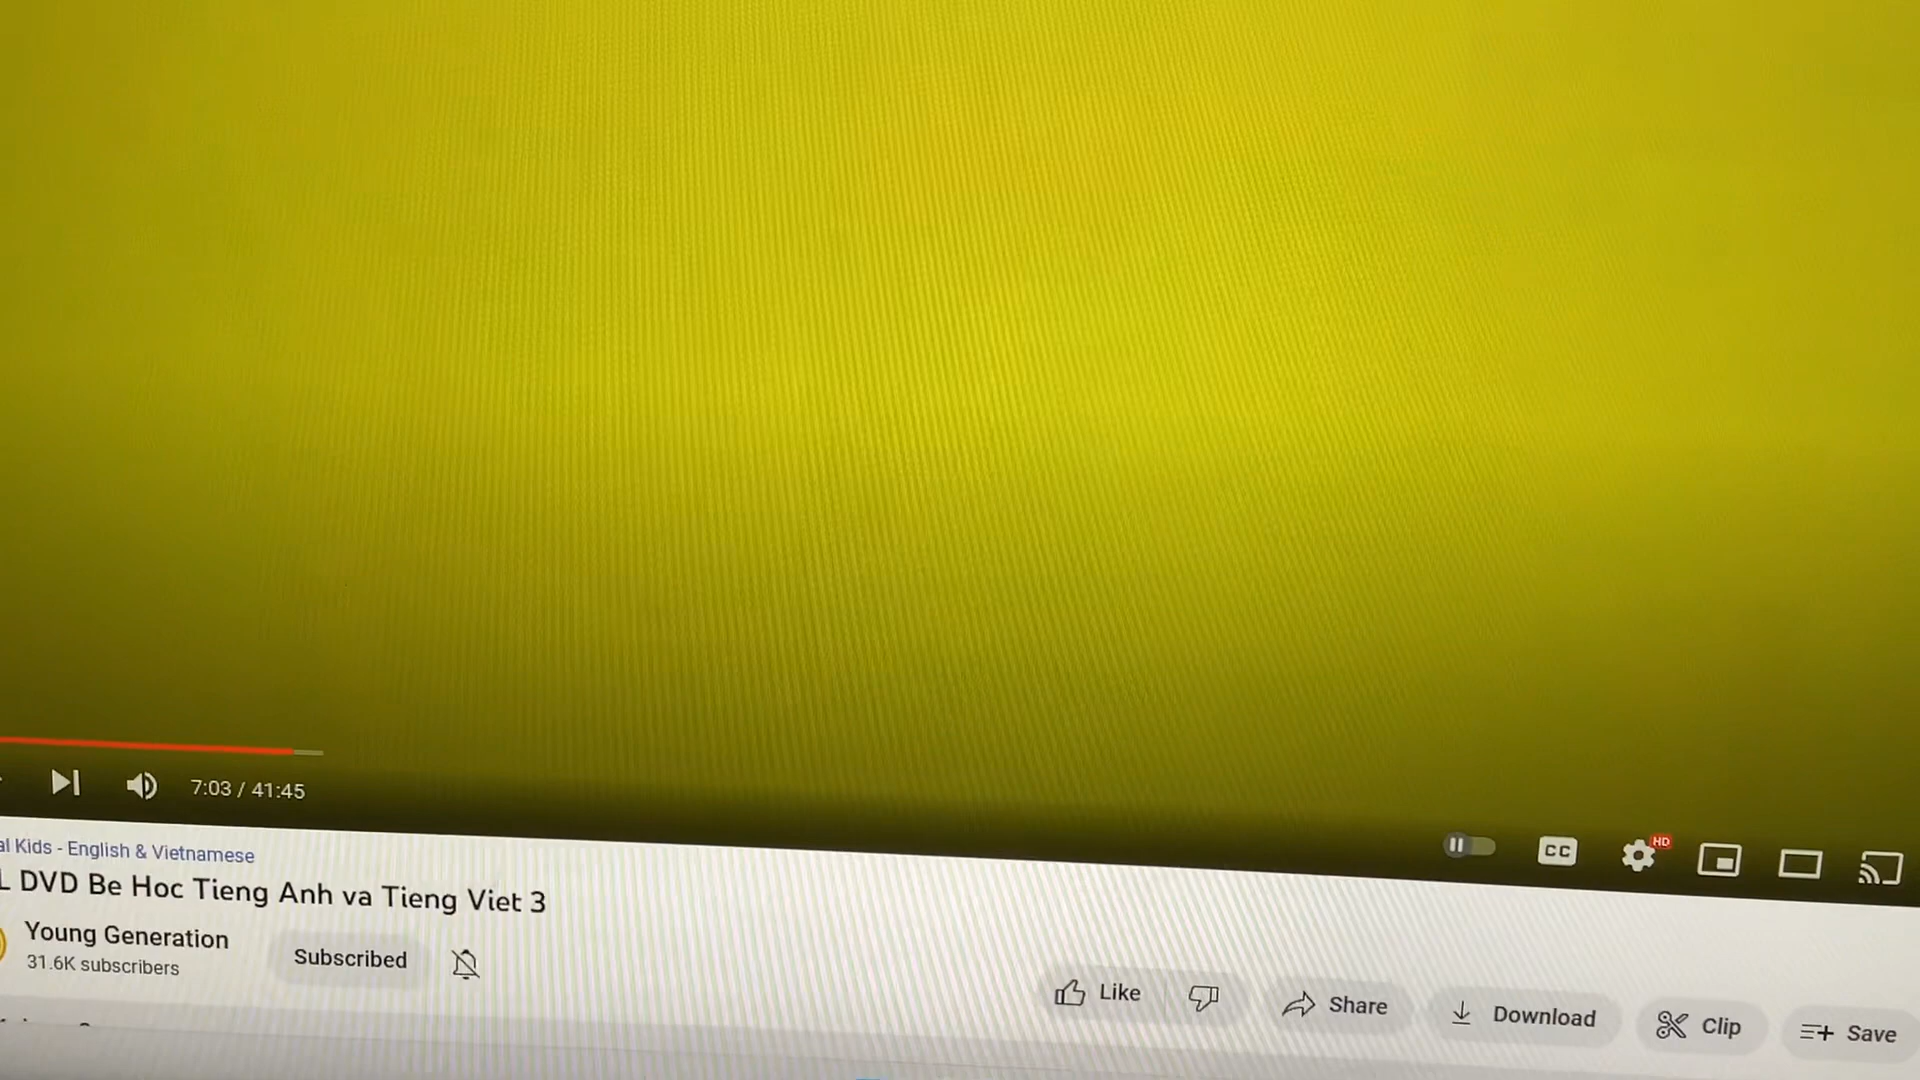 7:03 / 41:45
CC
HD
al Kids - English & Vietnamese
L DVD Be Hoc Tieng Anh va Tieng Viet 3
Young Generation
31.6K subscribers
Subscribed
Like
Share
Download
Clip
Save